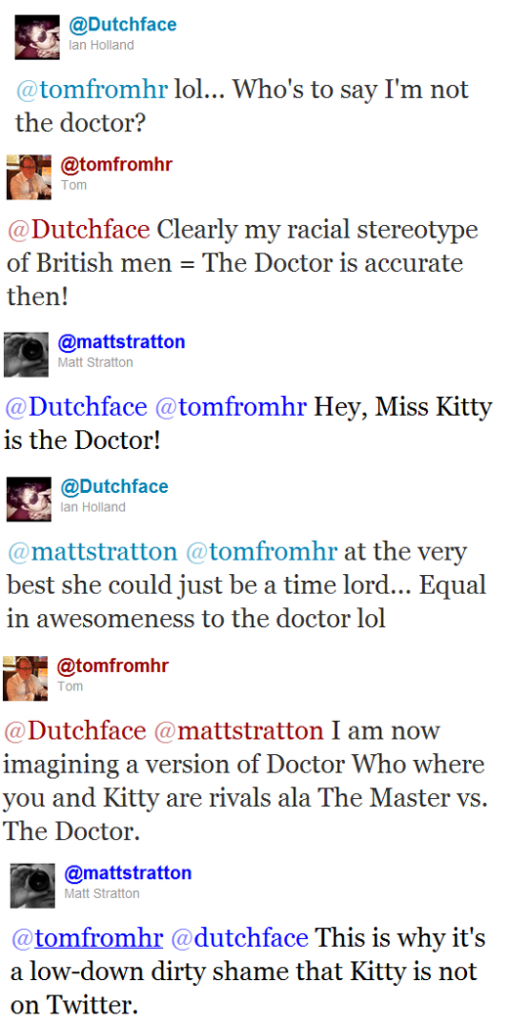 @Dutchface
Ian Holland
@tomfromhr lol... Who's to say I'm not
the doctor?
@tomfromhr
Tom
@Dutchface Clearly my racial stereotype
of British men = The Doctor is accurate
then!
@mattstratton
Matt Stratton
@Dutchface @tomfromhr Hey, Miss Kitty
is the Doctor!
@Dutchface
Ian Holland
@mattstratton @tomfromhr at the very
best she could just be a time lord... Equal
in awesomeness to the doctor lol
@tomfromhr
Tom
@Dutchface @mattstratton I am now
imagining a version of Doctor Who where
you and Kitty are rivals ala The Master vs.
The Doctor.
@mattstratton
Matt Stratton
@tomfromhr @dutchface This is why it's
a low-down dirty shame that Kitty is not
on Twitter.